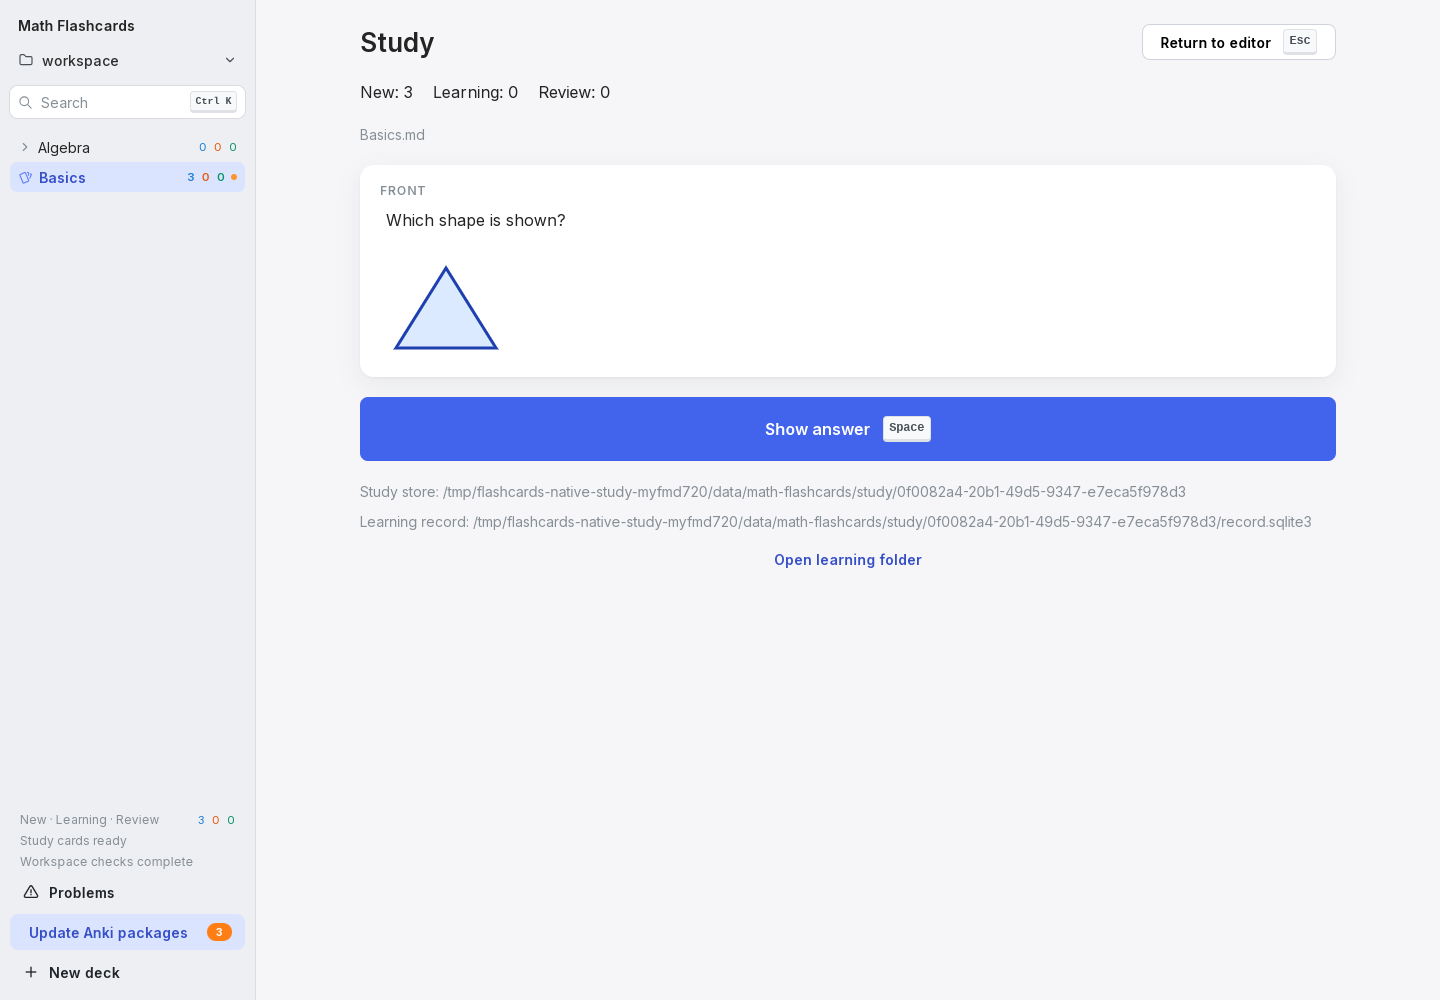 Math Flashcards
workspace
Search Ctrl K
Algebra 0 0 0
Basics 3 0 0
New · Learning · Review 3 0 0
Study cards ready
Workspace checks complete
Problems
Update Anki packages 3
New deck
Study
Return to editor Esc
New: 3 Learning: 0 Review: 0
Basics.md
FRONT
Which shape is shown?
Show answer Space
Study store: /tmp/flashcards-native-study-myfmd720/data/math-flashcards/study/0f0082a4-20b1-49d5-9347-e7eca5f978d3
Learning record: /tmp/flashcards-native-study-myfmd720/data/math-flashcards/study/0f0082a4-20b1-49d5-9347-e7eca5f978d3/record.sqlite3
Open learning folder